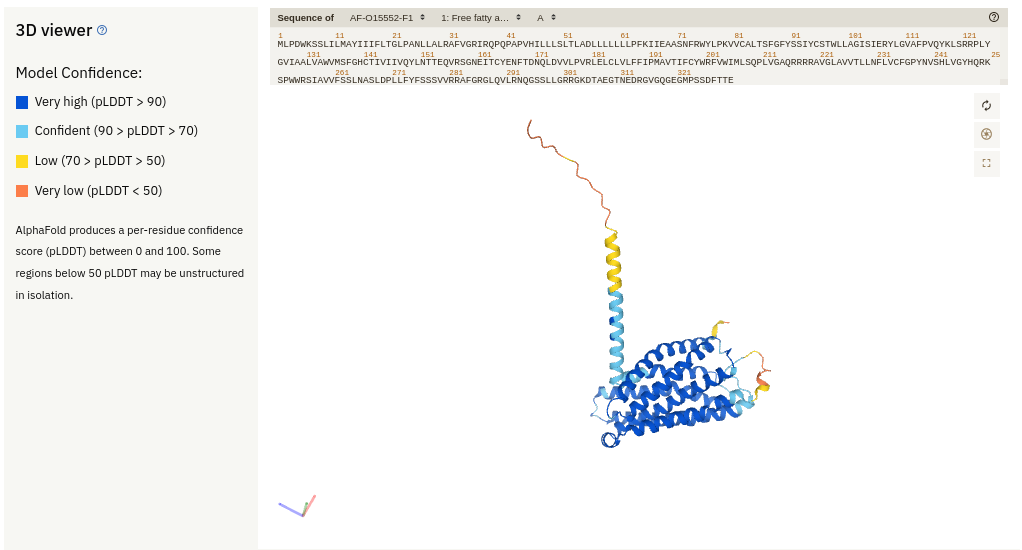 3D viewer
Model Confidence:
Very high (pLDDT > 90)
Confident (90 > pLDDT > 70)
Low (70 > pLDDT > 50)
Very low (pLDDT < 50)
AlphaFold produces a per-residue confidence
score (pLDDT) between 0 and 100. Some
regions below 50 pLDDT may be unstructured
in isolation.
Sequence of AF-O15552-F1 1: Free fatty a... A
1 11 21 31 41 51 61 71 81 91 101 111 121
MLPDWKSSLILMAYIIIFLTGLPANLLALRAFVGRIRQPQPAPVHILLLSLTLADLLLLLLLPFKIIEAASNFRWYLPKVVCALTSFGFYSSIYCSTWLLAGISIERYLGVAFPVQYKLSRRPLY
131 141 151 161 171 181 191 201 211 221 231 241 25
GVIAALVAWVMSFGHCTIVIIVQYLNTTEQVRSGNEITCYENFTDNQLDVVLPVRLELCLVLFFIPMAVTIFCYWRFVWIMLSQPLVGAQRRRRAVGLAVVTLLNFLVCFGPYNVSHLVGYHQRK
261 271 281 291 301 311 321
SPWWRSIAVVFSSLNASLDPLLFYFSSSVVRRAFGRGLQVLRNQGSSLLGRRGKDTAEGTNEDRGVGQGEGMPSSDFTTE